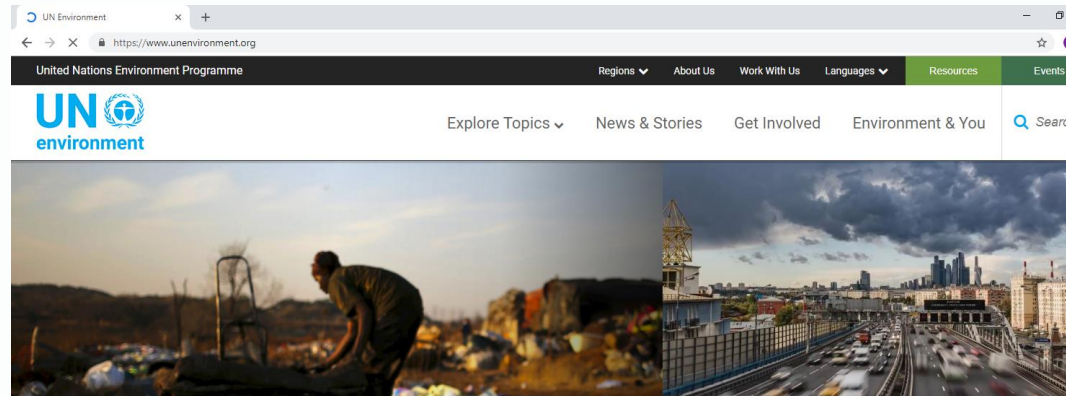 UN Environment
https://www.unenvironment.org
United Nations Environment Programme
Regions About Us Work With Us Languages Resources Events
UN
environment
Explore Topics News & Stories Get Involved Environment & You